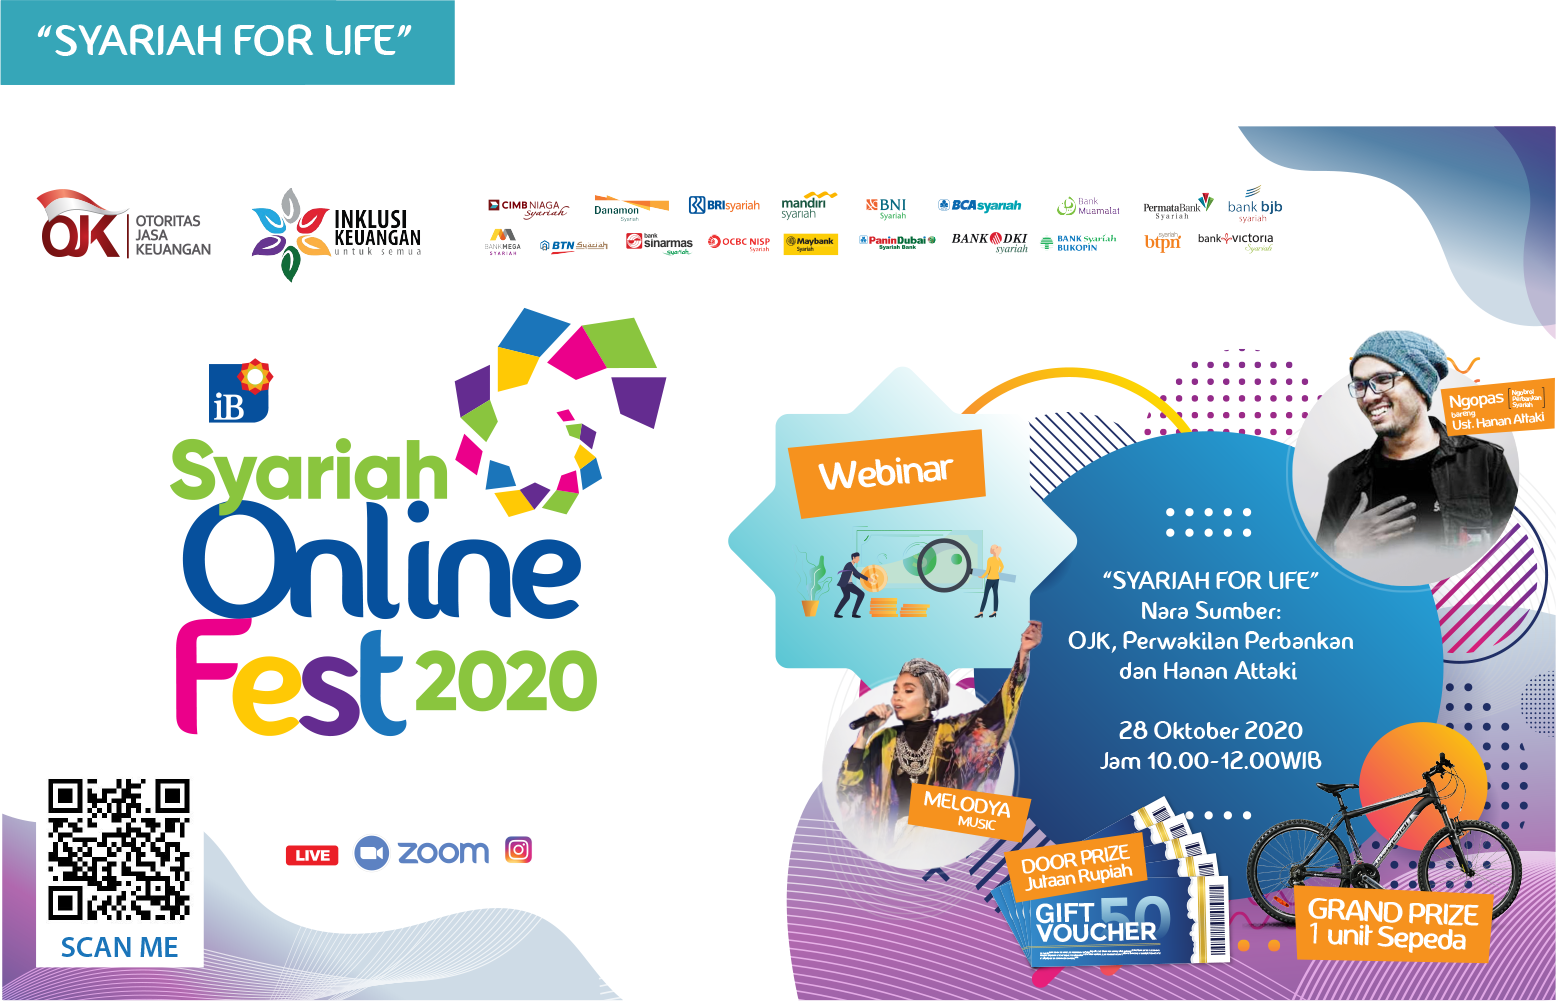 “SYARIAH FOR LIFE”
OJK
OTORITAS
JASA
KEUANGAN
INKLUSI
KEUANGAN
untuk semua
CIMB NIAGA
Syariah
Danamon
Syariah
BRIsyariah
mandiri
syariah
BNI
Syariah
BCAsyariah
Bank
Muamalat
PermataBank
Syariah
bank bjb
syariah
BANK MEGA
SYARIAH
BTN Syariah
bank
sinarmas
syariah
OCBC NISP
Syariah
Maybank
Syariah
PaninDubai
Syariah Bank
BANK DKI
syariah
BANK Syariah
BUKOPIN
syariah
btpn
bank victoria
Syariah
iB
Syariah
Online
Fest 2020
SCAN ME
LIVE
zoom
Webinar
Ngopas [Ngobrol Perbankan Syariah]
bareng
Ust. Hanan Attaki
“SYARIAH FOR LIFE”
Nara Sumber:
OJK, Perwakilan Perbankan
dan Hanan Attaki
28 Oktober 2020
Jam 10.00-12.00WIB
MELODYA
MUSIC
DOOR PRIZE
Jutaan Rupiah
GIFT 50
VOUCHER
GRAND PRIZE
1 unit Sepeda